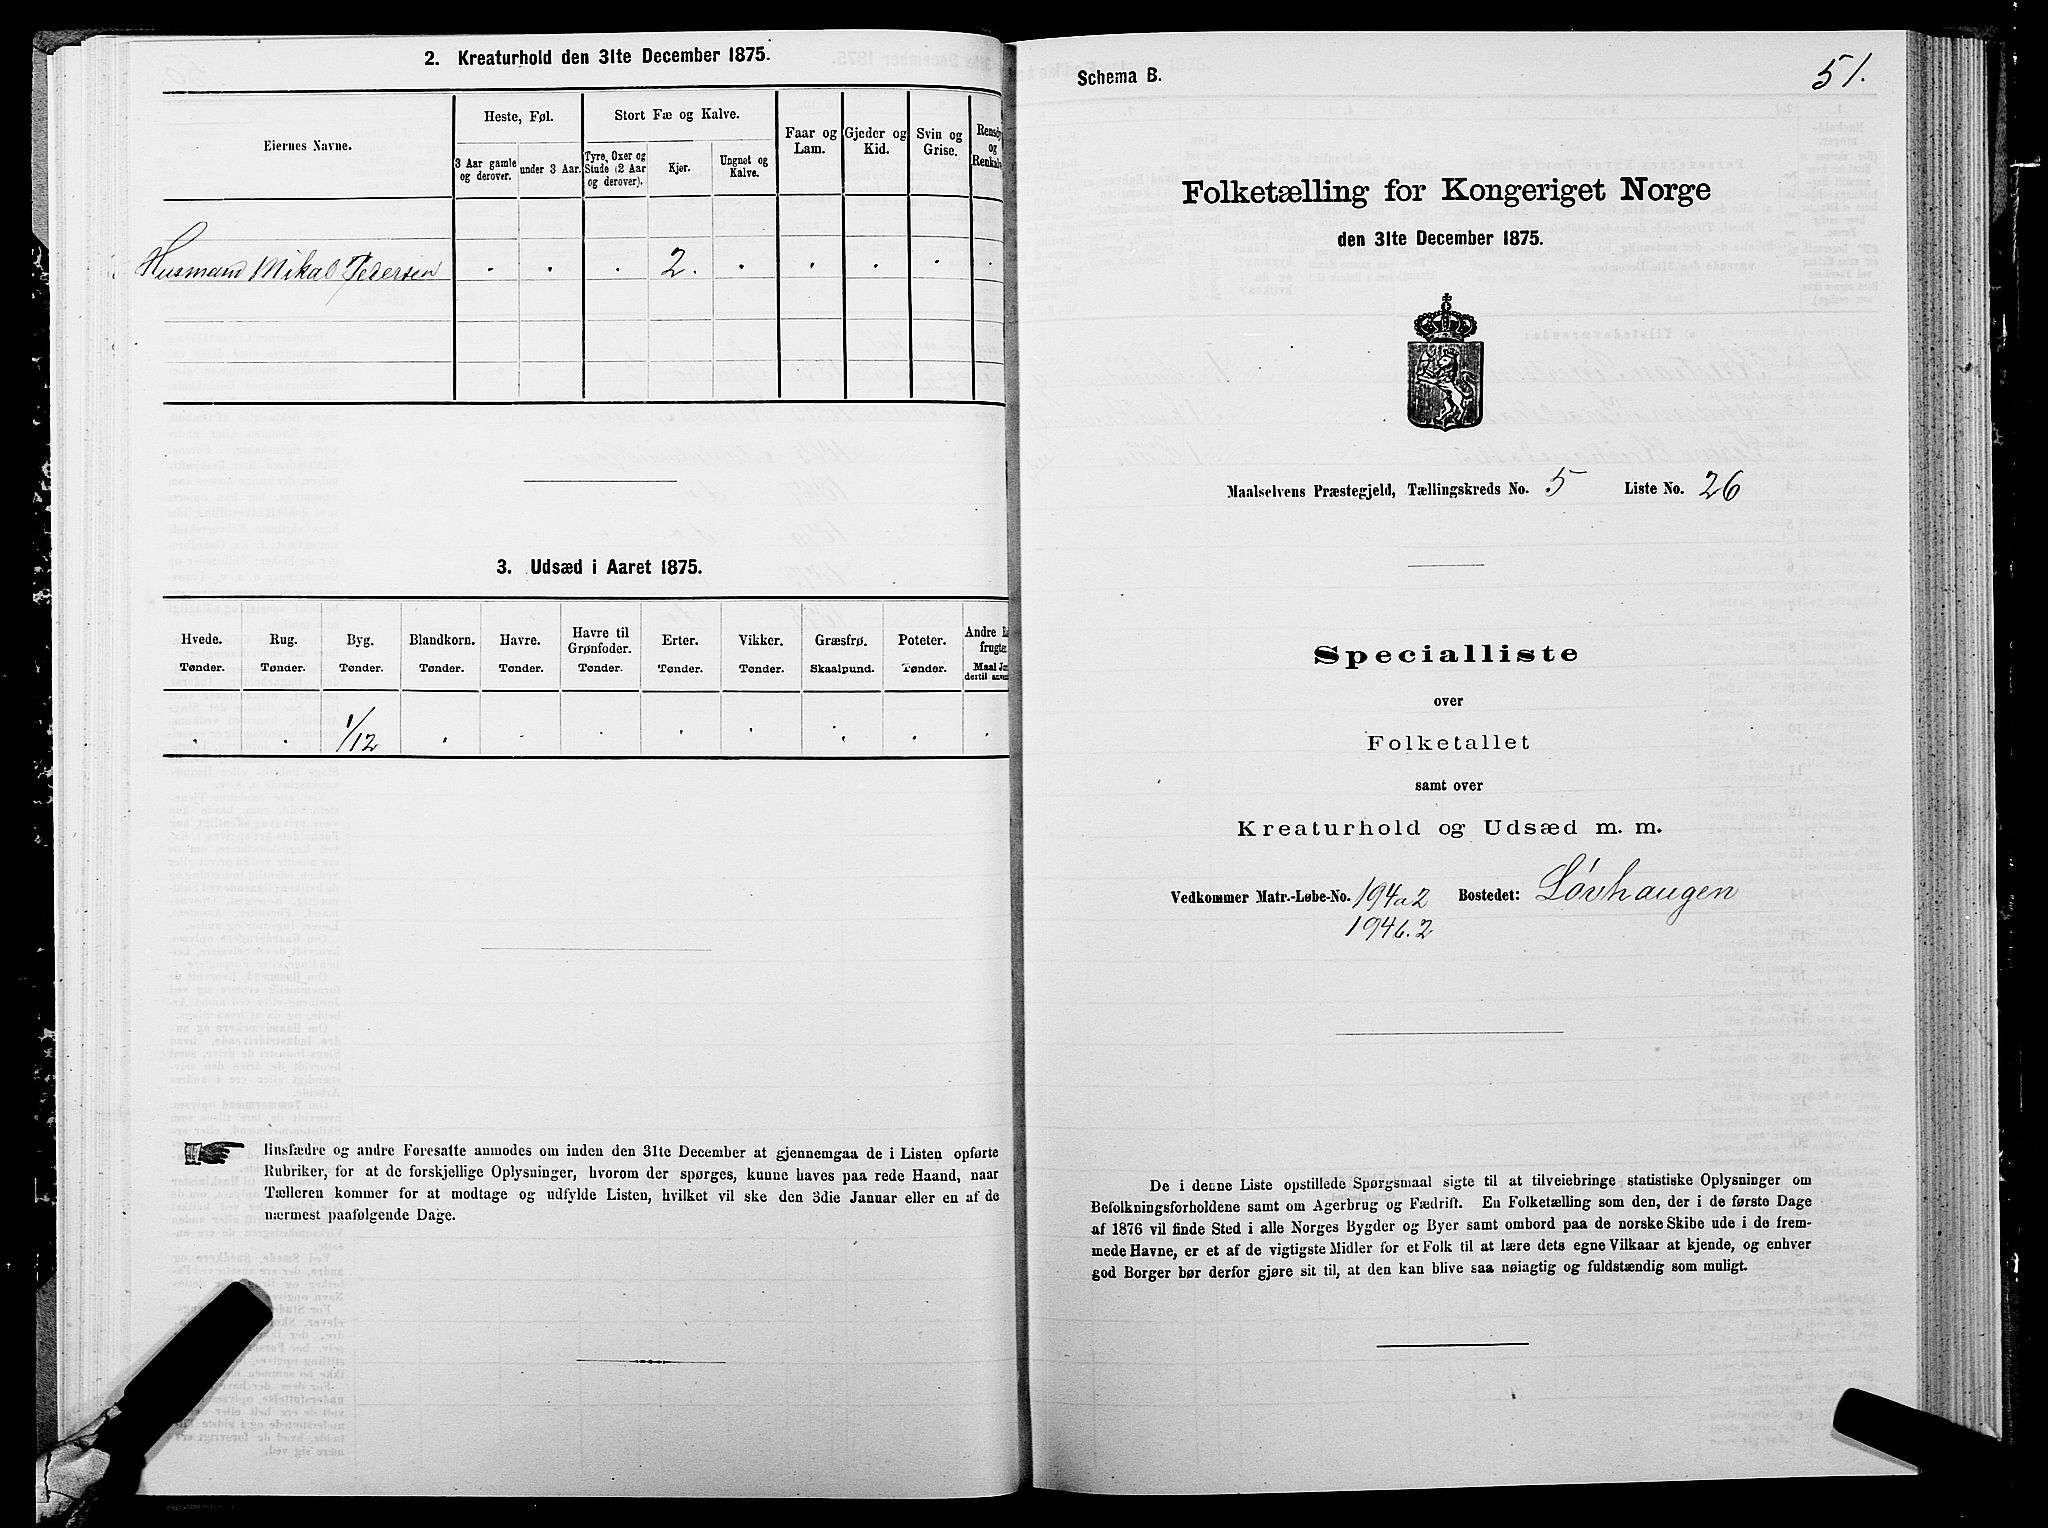 2. Kreaturhold den 31te December 1875.
Eiernes Navne.
Heste, Føl.
Stort Fæ og Kalve.
Faar og
Lam.
Gjeder og
Kid.
Svin og
Grise.
og
3 Aar gamle
og derover.
under 3 Aar.
Tyre, Oxer og
Stude (2 Aar
og derover).
Kjør.
Ungnøt og
Kalve.
Husmand Mikal Pedersen . . . 2. . . . . .
3. Udsæd i Aaret 1875.
Hvede.
Tønder.
Rug.
Tønder.
Byg.
Tønder.
Blandkorn.
Tønder.
Havre.
Tønder.
Havre til
Grønfoder.
Tønder.
Erter.
Tønder.
Vikker.
Tønder.
Græsfrø.
Skaalpund.
Poteter.
Tønder.
Andre
. . 1/12 . . . . . . . .
Husfædre og andre Foresatte anmodes om inden den 31te December at gjennemgaa de i Listen opførte
Rubriker, for at de forskjellige Oplysninger, hvorom der spørges, kunne haves paa rede Haand, naar
Tælleren kommer for at modtage og udfylde Listen, hvilket vil ske den 3die Januar eller en af de
nærmest paafølgende Dage.
Schema B.
51.
Folketælling for Kongeriget Norge
den 31te December 1875.
Maalselvens Præstegjeld, Tællingskreds No. 5 Liste No. 26
Specialliste
over
Folketallet
samt over
Kreaturhold og Udsæd m. m.
Vedkommer Matr.-Løbe-No. 194a2 Bostedet: Løvhaugen
194b.2
De i denne Liste opstillede Spørgsmaal sigte til at tilveiebringe statistiske Oplysninger om
Befolkningsforholdene samt om Agerbrug og Fædrift. En Folketælling som den, der i de første Dage
af 1876 vil finde Sted i alle Norges Bygder og Byer samt ombord paa de norske Skibe ude i de frem-
mede Havne, er et af de vigtigste Midler for et Folk til at lære dets egne Vilkaar at kjende, og enhver
god Borger bør derfor gjøre sit til, at den kan blive saa nøiagtig og fuldstændig som muligt.